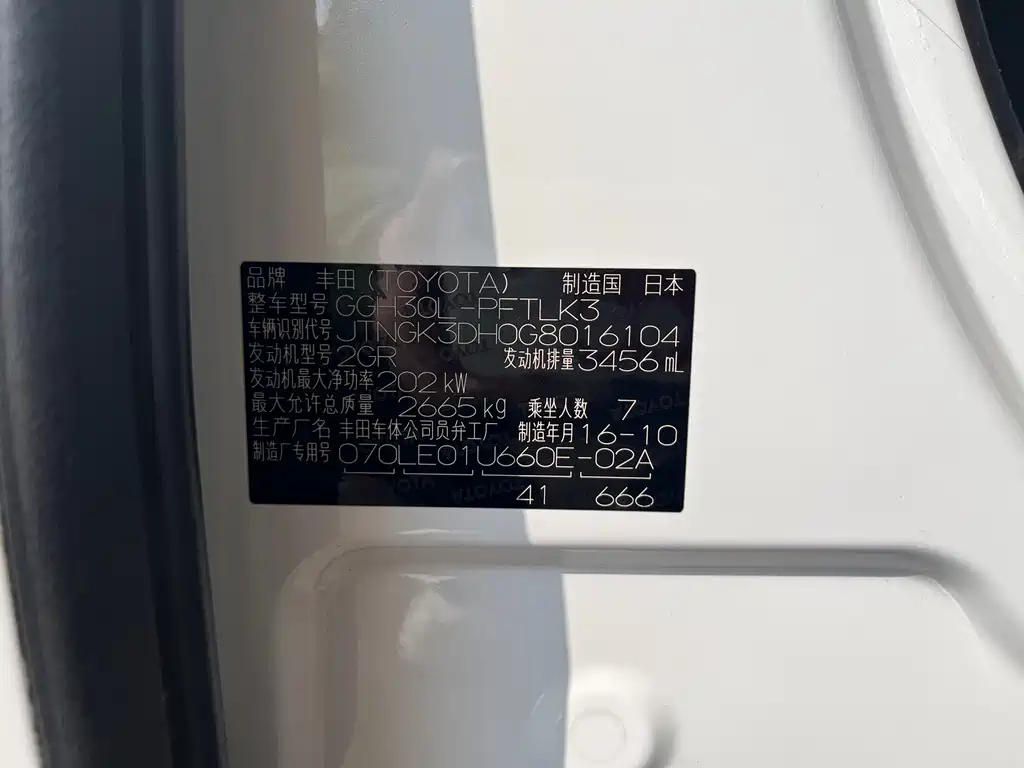 品牌 丰田 (TOYOTA) 制造国 日本
整车型号 GGH30L-PFTLK3
车辆识别代号 JTNGK3DH0G8016104
发动机型号 2GR 发动机排量 3456 mL
发动机最大净功率 202 kW
最大允许总质量 2665 kg 乘坐人数 7
生产厂名 丰田车体公司员弁工厂 制造年月 16-10
制造厂专用号 070LE01U660E-02A
41 666